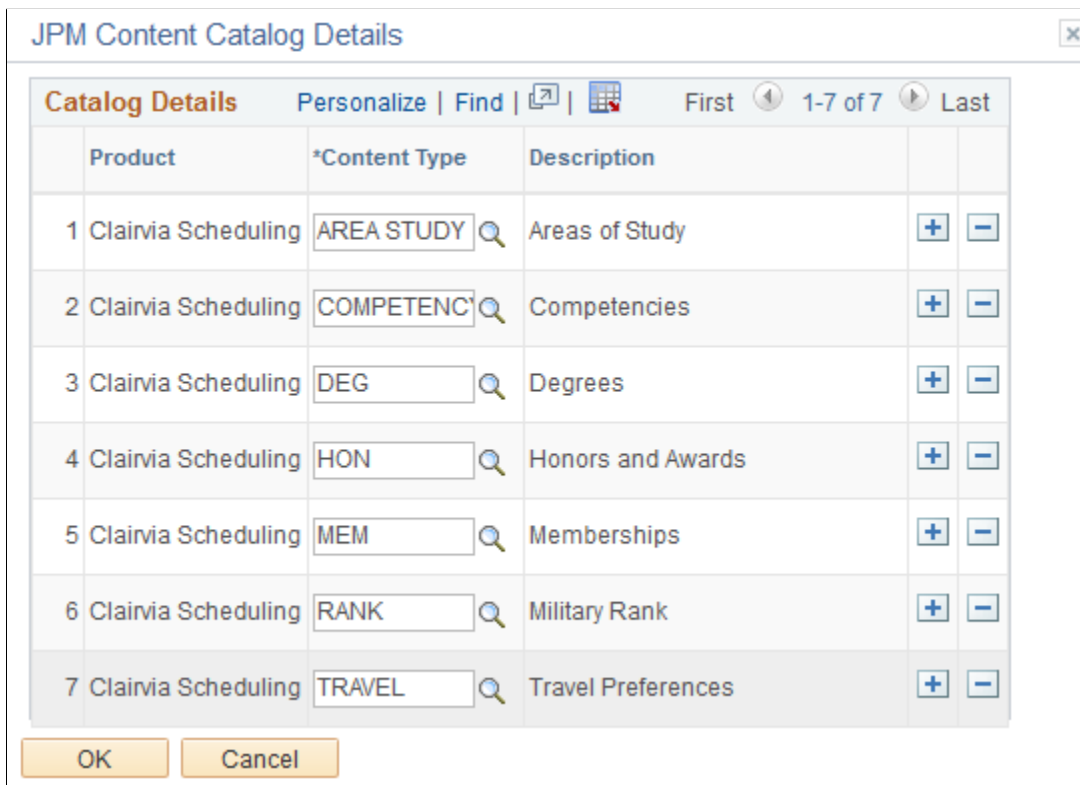 JPM Content Catalog Details
Catalog Details Personalize | Find | | First 1-7 of 7 Last
Product *Content Type Description
1 Clairvia Scheduling AREA STUDY Areas of Study
2 Clairvia Scheduling COMPETENCY Competencies
3 Clairvia Scheduling DEG Degrees
4 Clairvia Scheduling HON Honors and Awards
5 Clairvia Scheduling MEM Memberships
6 Clairvia Scheduling RANK Military Rank
7 Clairvia Scheduling TRAVEL Travel Preferences
OK Cancel